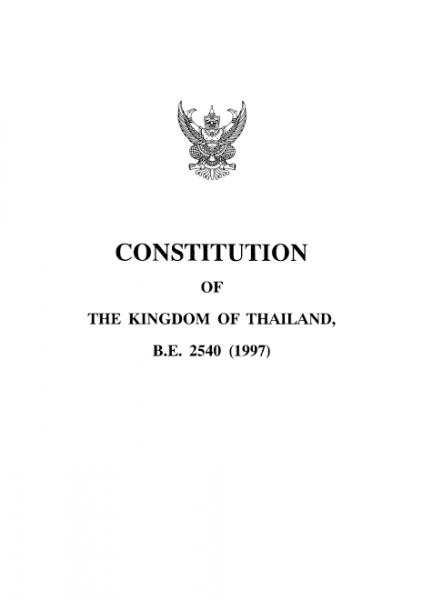 CONSTITUTION
OF
THE KINGDOM OF THAILAND,
B.E. 2540 (1997)